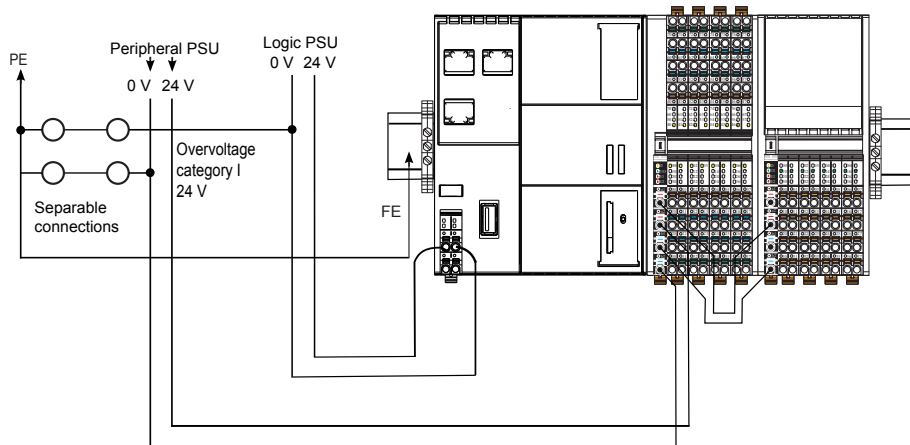 Peripheral PSU
Logic PSU
PE
0 V 24 V
0 V 24 V
Overvoltage
category I
24 V
Separable
connections
FE